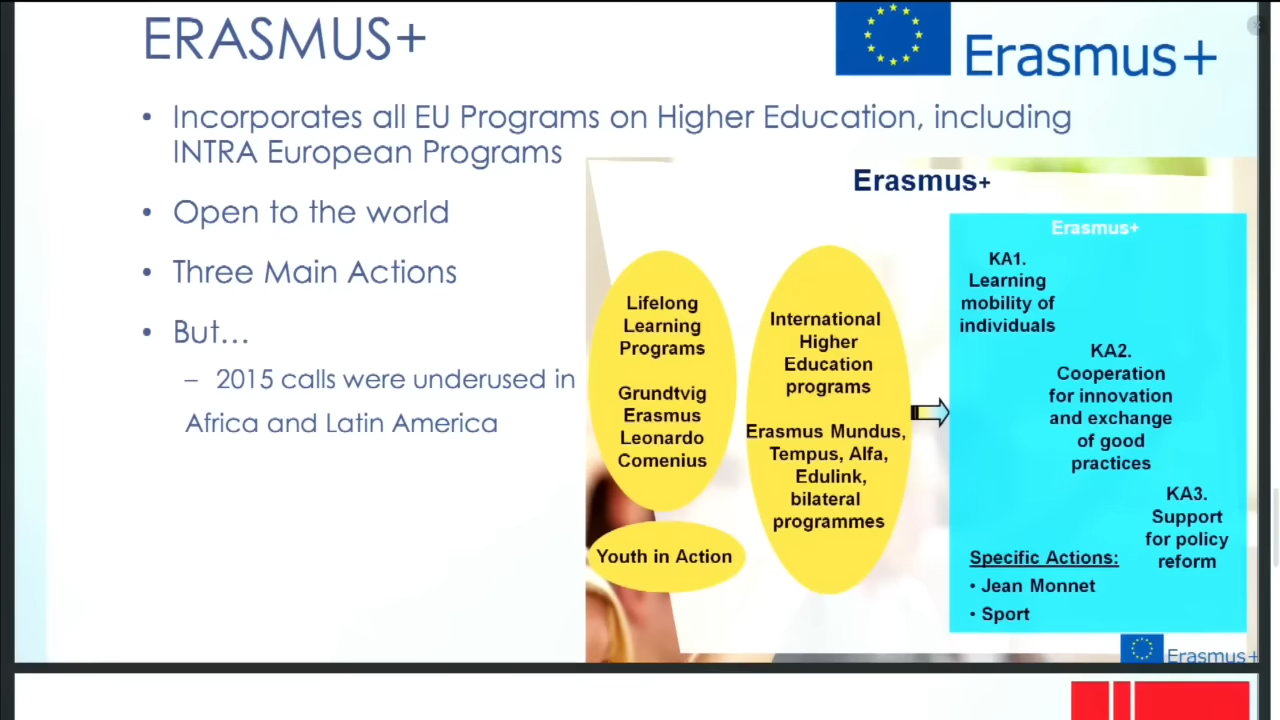 ERASMUS+
Erasmus+
• Incorporates all EU Programs on Higher Education, including
INTRA European Programs
• Open to the world
• Three Main Actions
• But...
– 2015 calls were underused in
Africa and Latin America
Erasmus+
Lifelong
Learning
Programs
Grundtvig
Erasmus
Leonardo
Comenius
Youth in Action
International
Higher
Education
programs
Erasmus Mundus,
Tempus, Alfa,
Edulink,
bilateral
programmes
Erasmus+
KA1.
Learning
mobility of
individuals
KA2.
Cooperation
for innovation
and exchange
of good
practices
KA3.
Support
for policy
reform
Specific Actions:
• Jean Monnet
• Sport
Erasmus+